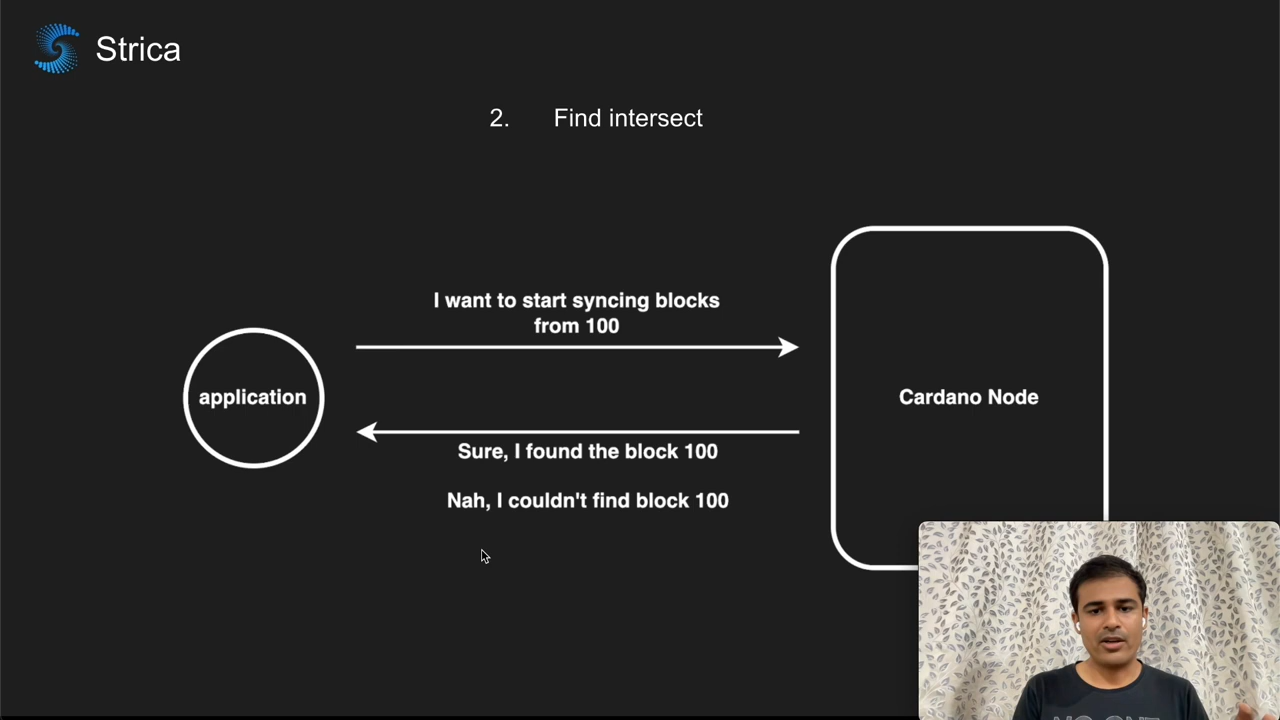 Strica
2. Find intersect
I want to start syncing blocks
from 100
application
Cardano Node
Sure, I found the block 100
Nah, I couldn't find block 100